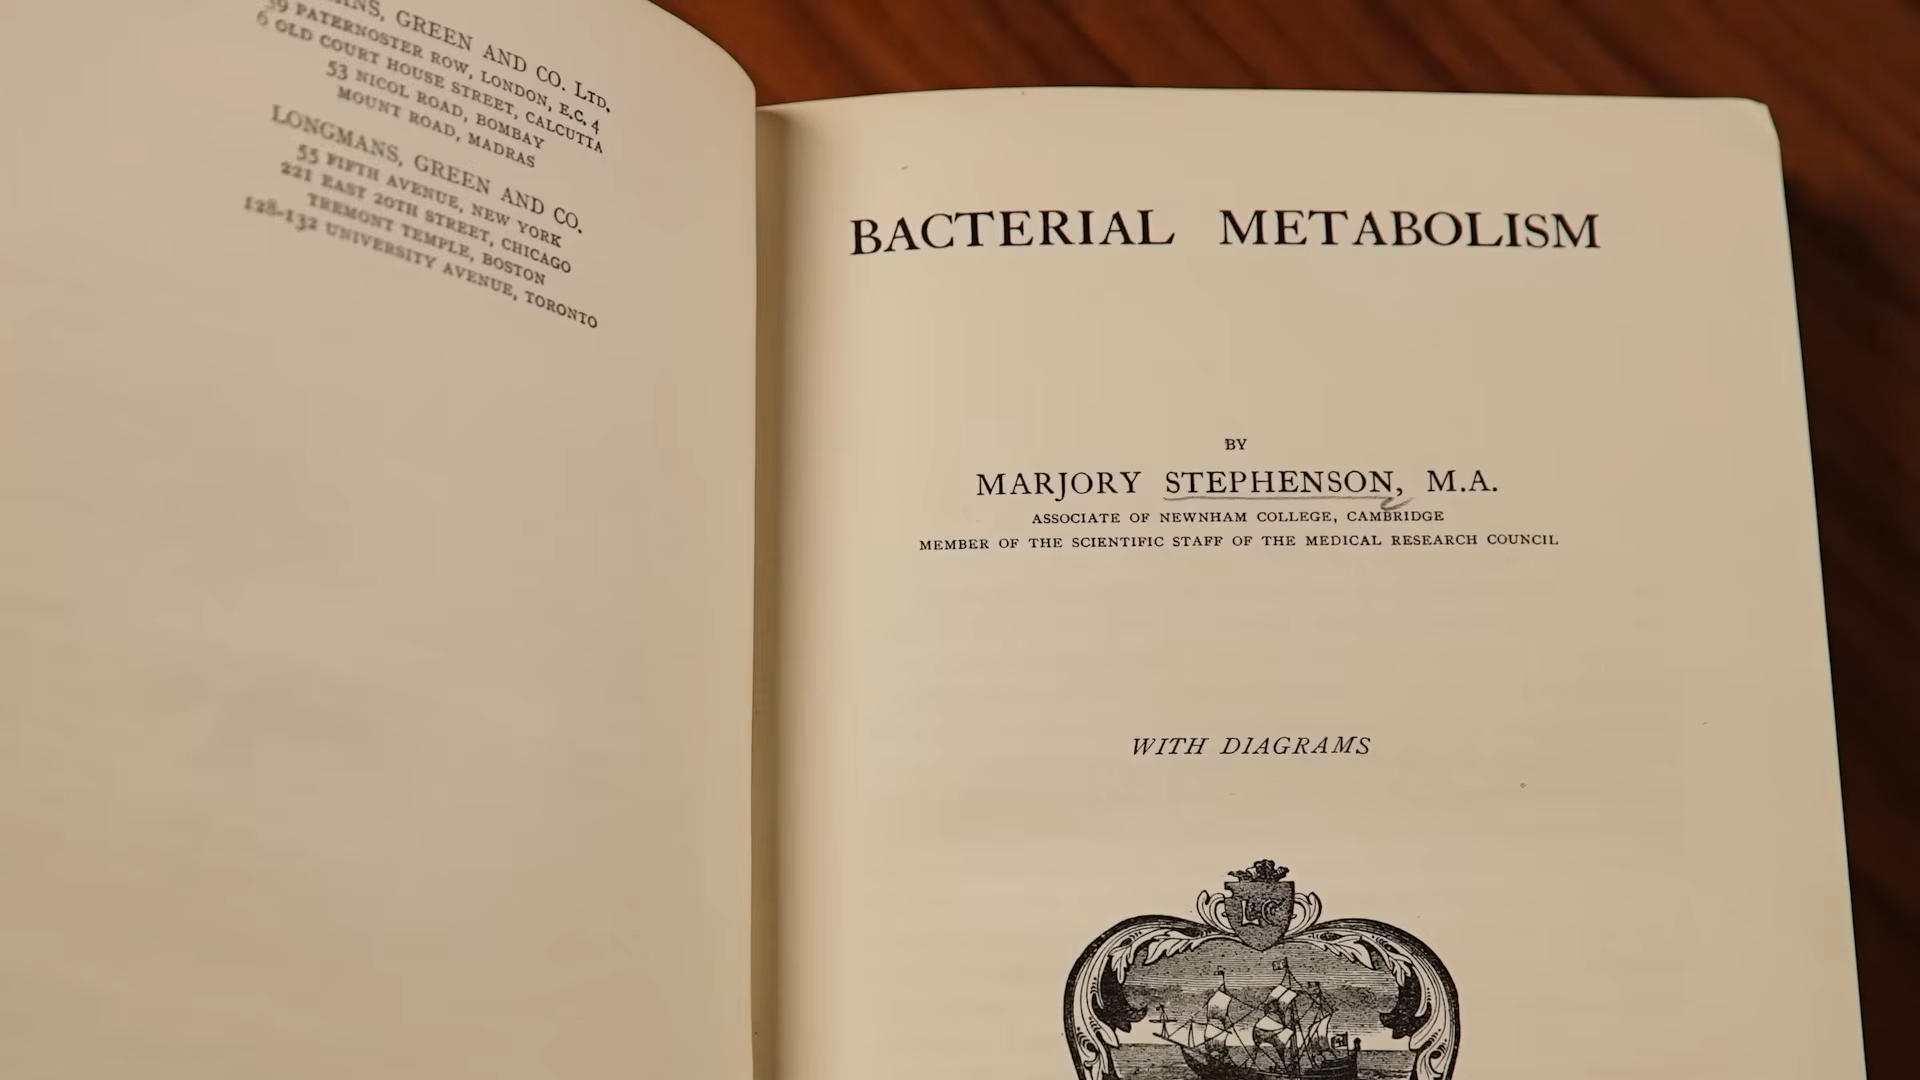 GREEN AND CO. LTD.
39 PATERNOSTER ROW, LONDON, E.C. 4
6 OLD COURT HOUSE STREET, CALCUTTA
53 NICOL ROAD, BOMBAY
MOUNT ROAD, MADRAS
LONGMANS, GREEN AND CO.
55 FIFTH AVENUE, NEW YORK
221 EAST 20TH STREET, CHICAGO
TREMONT TEMPLE, BOSTON
128-132 UNIVERSITY AVENUE, TORONTO
BACTERIAL METABOLISM
BY
MARJORY STEPHENSON, M.A.
ASSOCIATE OF NEWNHAM COLLEGE, CAMBRIDGE
MEMBER OF THE SCIENTIFIC STAFF OF THE MEDICAL RESEARCH COUNCIL
WITH DIAGRAMS